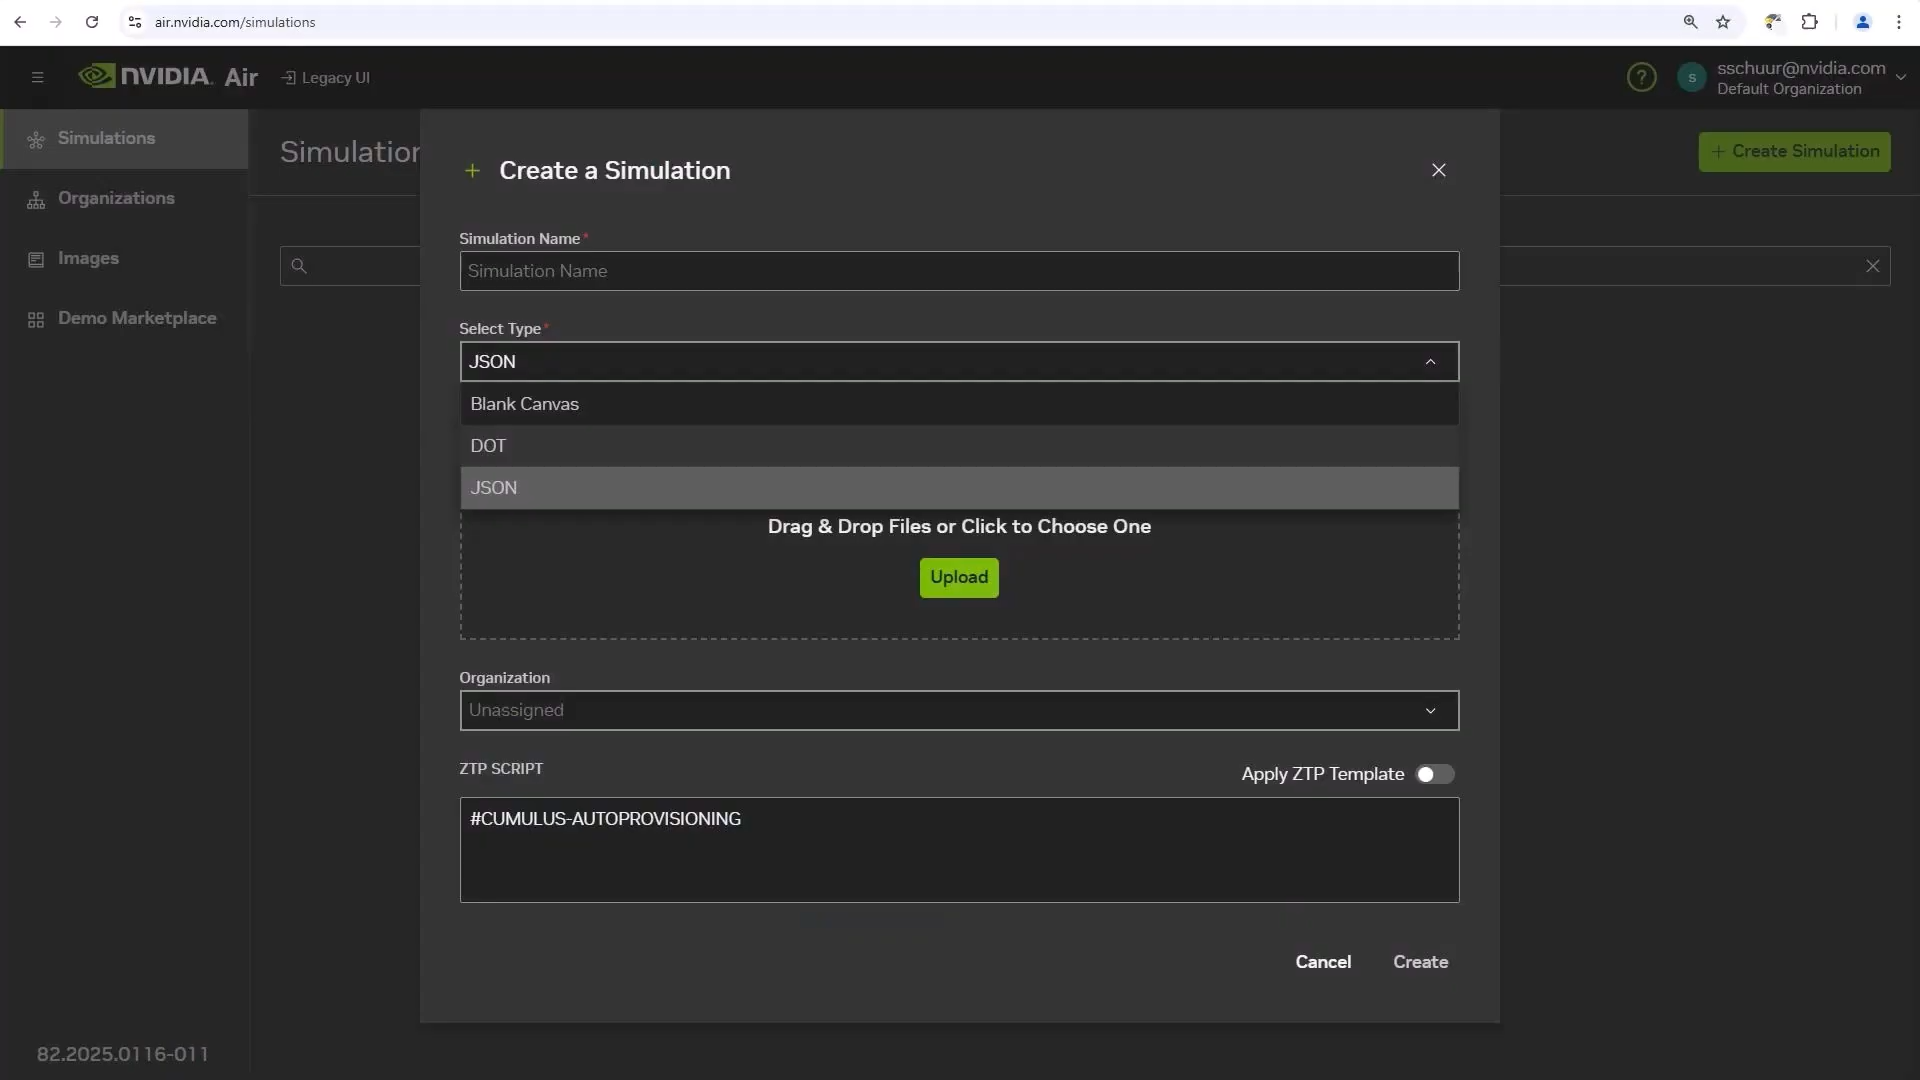 air.nvidia.com/simulations
NVIDIA. Air
Legacy UI
?
S
sschuur@nvidia.com
Default Organization
Simulations
Organizations
Images
Demo Marketplace
Simulation
+ Create Simulation
+ Create a Simulation
Simulation Name*
Simulation Name
Select Type*
JSON
Blank Canvas
DOT
JSON
Drag & Drop Files or Click to Choose One
Upload
Organization
Unassigned
ZTP SCRIPT
Apply ZTP Template
#CUMULUS-AUTOPROVISIONING
Cancel
Create
82.2025.0116-011